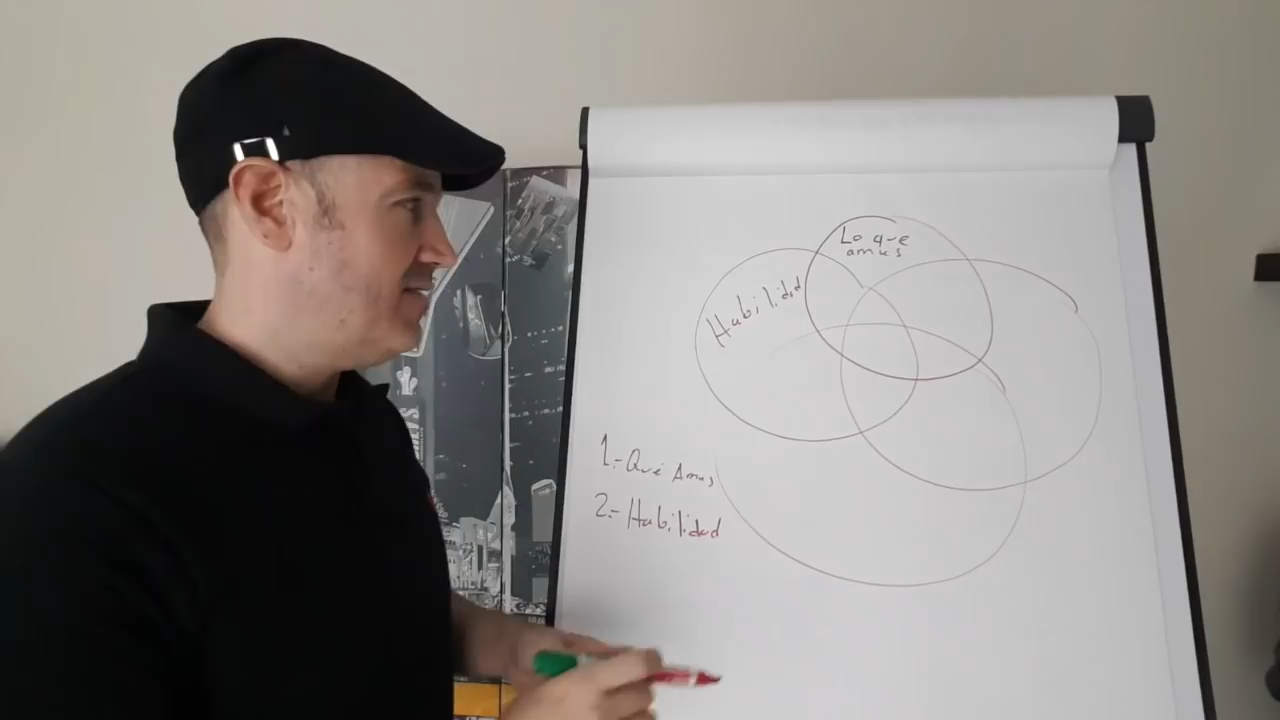 Lo que
amas
Habilidad
1.- Qué Amas
2.- Habilidad